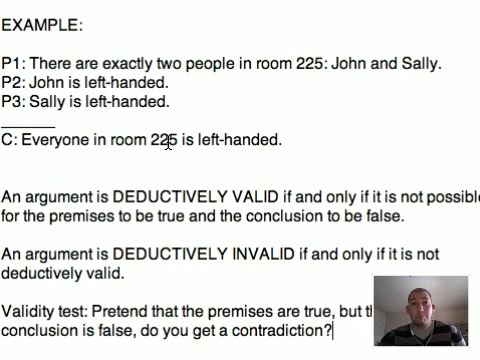 EXAMPLE:
P1: There are exactly two people in room 225: John and Sally.
P2: John is left-handed.
P3: Sally is left-handed.
C: Everyone in room 225 is left-handed.
An argument is DEDUCTIVELY VALID if and only if it is not possible
for the premises to be true and the conclusion to be false.
An argument is DEDUCTIVELY INVALID if and only if it is not
deductively valid.
Validity test: Pretend that the premises are true, but
conclusion is false, do you get a contradiction?